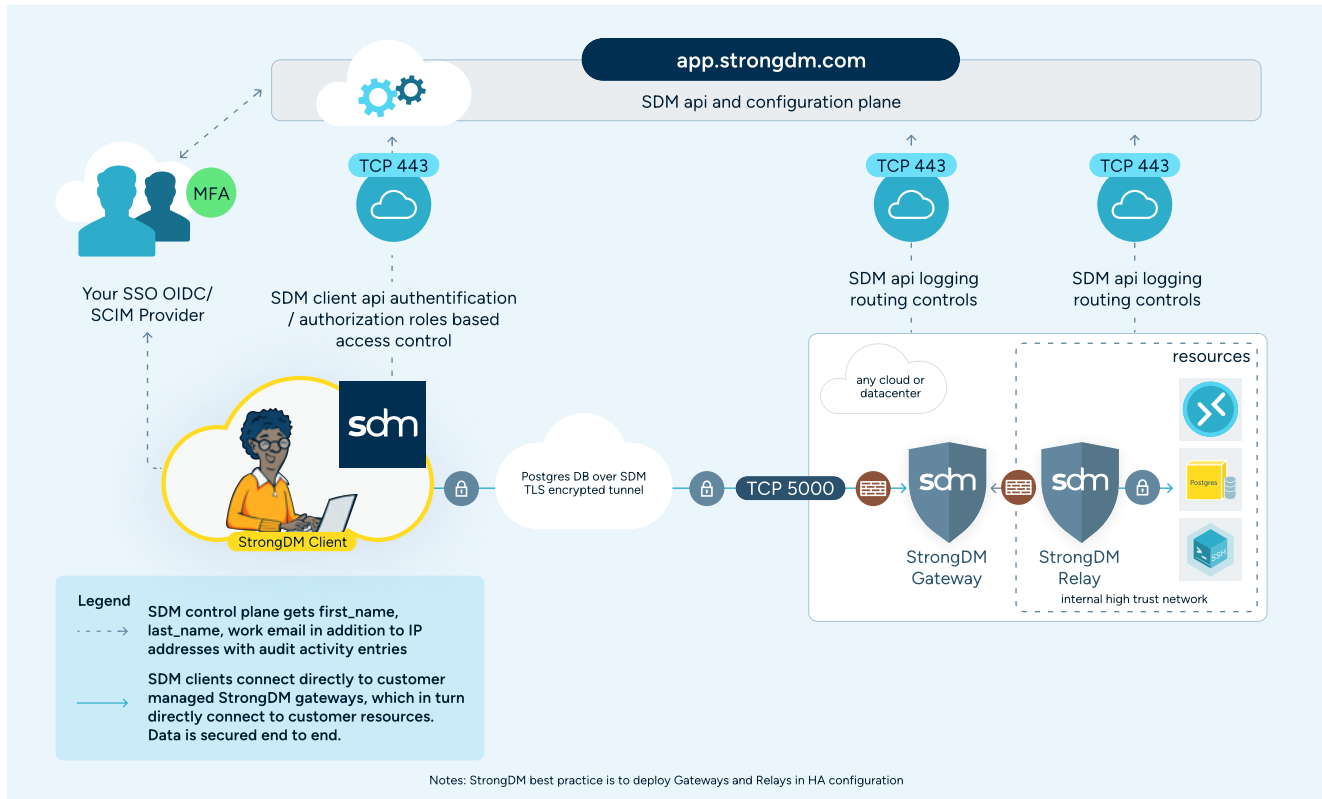 app.strongdm.com
SDM api and configuration plane
TCP 443
TCP 443
TCP 443
MFA
Your SSO OIDC/
SCIM Provider
SDM client api authentification
/ authorization roles based
access control
SDM api logging
routing controls
SDM api logging
routing controls
sdm
StrongDM Client
Postgres DB over SDM
TLS encrypted tunnel
TCP 5000
any cloud or
datacenter
resources
sdm
StrongDM
Gateway
sdm
StrongDM
Relay
Postgres
SSH
internal high trust network
Legend
SDM control plane gets first_name,
last_name, work email in addition to IP
addresses with audit activity entries
SDM clients connect directly to customer
managed StrongDM gateways, which in turn
directly connect to customer resources.
Data is secured end to end.
Notes: StrongDM best practice is to deploy Gateways and Relays in HA configuration